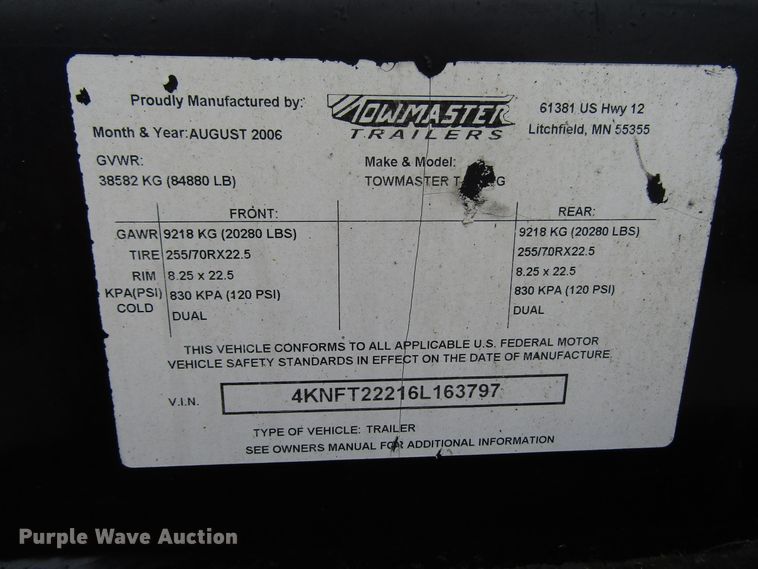 Proudly Manufactured by:
TOWMASTER
TRAILERS
61381 US Hwy 12
Litchfield, MN 55355
Month & Year: AUGUST 2006
GVWR:
38582 KG (84880 LB)
Make & Model:
TOWMASTER
FRONT: REAR:
GAWR 9218 KG (20280 LBS) 9218 KG (20280 LBS)
TIRE 255/70RX22.5 255/70RX22.5
RIM 8.25 x 22.5 8.25 x 22.5
KPA(PSI) 830 KPA (120 PSI) 830 KPA (120 PSI)
COLD DUAL DUAL
THIS VEHICLE CONFORMS TO ALL APPLICABLE U.S. FEDERAL MOTOR
VEHICLE SAFETY STANDARDS IN EFFECT ON THE DATE OF MANUFACTURE
V.I.N. 4KNFT22216L163797
TYPE OF VEHICLE: TRAILER
SEE OWNERS MANUAL FOR ADDITIONAL INFORMATION
Purple Wave Auction